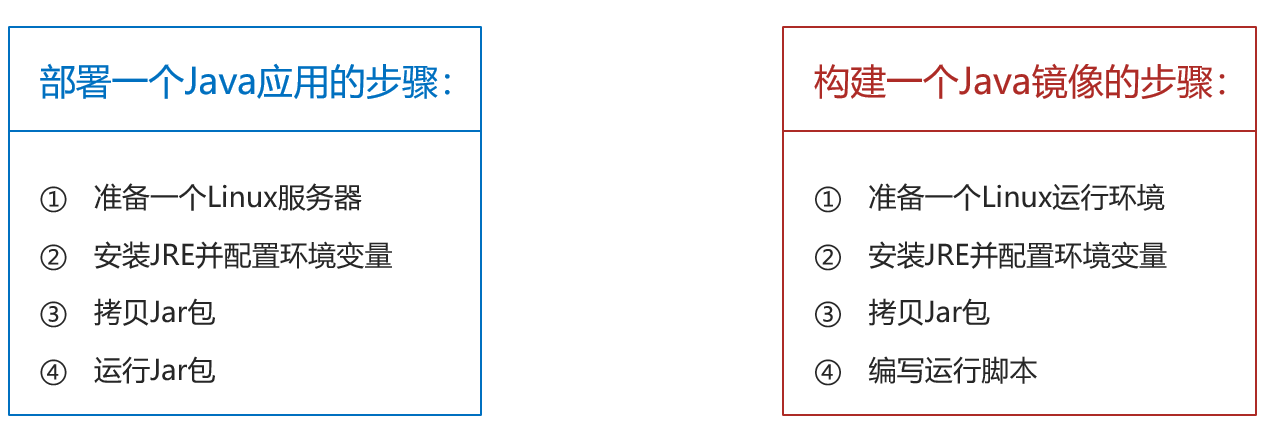 部署一个Java应用的步骤：
① 准备一个Linux服务器
② 安装JRE并配置环境变量
③ 拷贝Jar包
④ 运行Jar包
构建一个Java镜像的步骤：
① 准备一个Linux运行环境
② 安装JRE并配置环境变量
③ 拷贝Jar包
④ 编写运行脚本